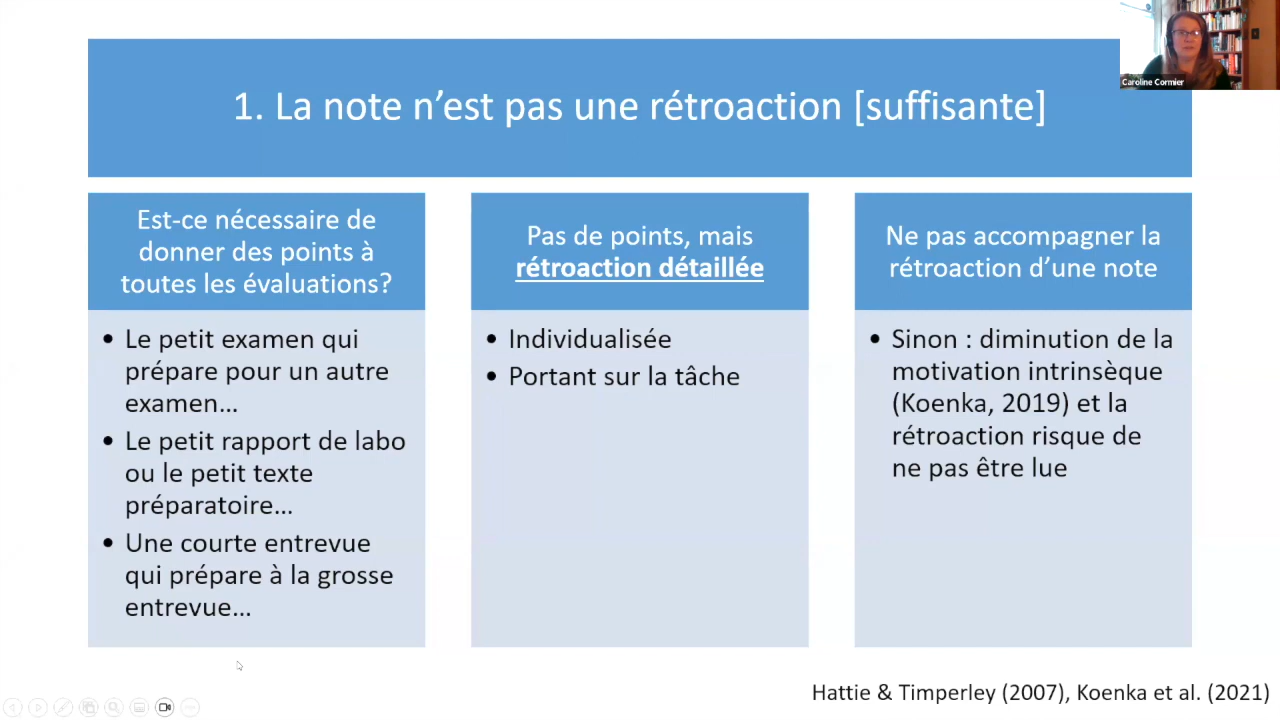 Caroline Cormier
1. La note n’est pas une rétroaction [suffisante]
Est-ce nécessaire de
donner des points à
toutes les évaluations?
• Le petit examen qui
prépare pour un autre
examen…
• Le petit rapport de labo
ou le petit texte
préparatoire…
• Une courte entrevue
qui prépare à la grosse
entrevue…
Pas de points, mais
rétroaction détaillée
• Individualisée
• Portant sur la tâche
Ne pas accompagner la
rétroaction d’une note
• Sinon : diminution de la
motivation intrinsèque
(Koenka, 2019) et la
rétroaction risque de
ne pas être lue
Hattie & Timperley (2007), Koenka et al. (2021)